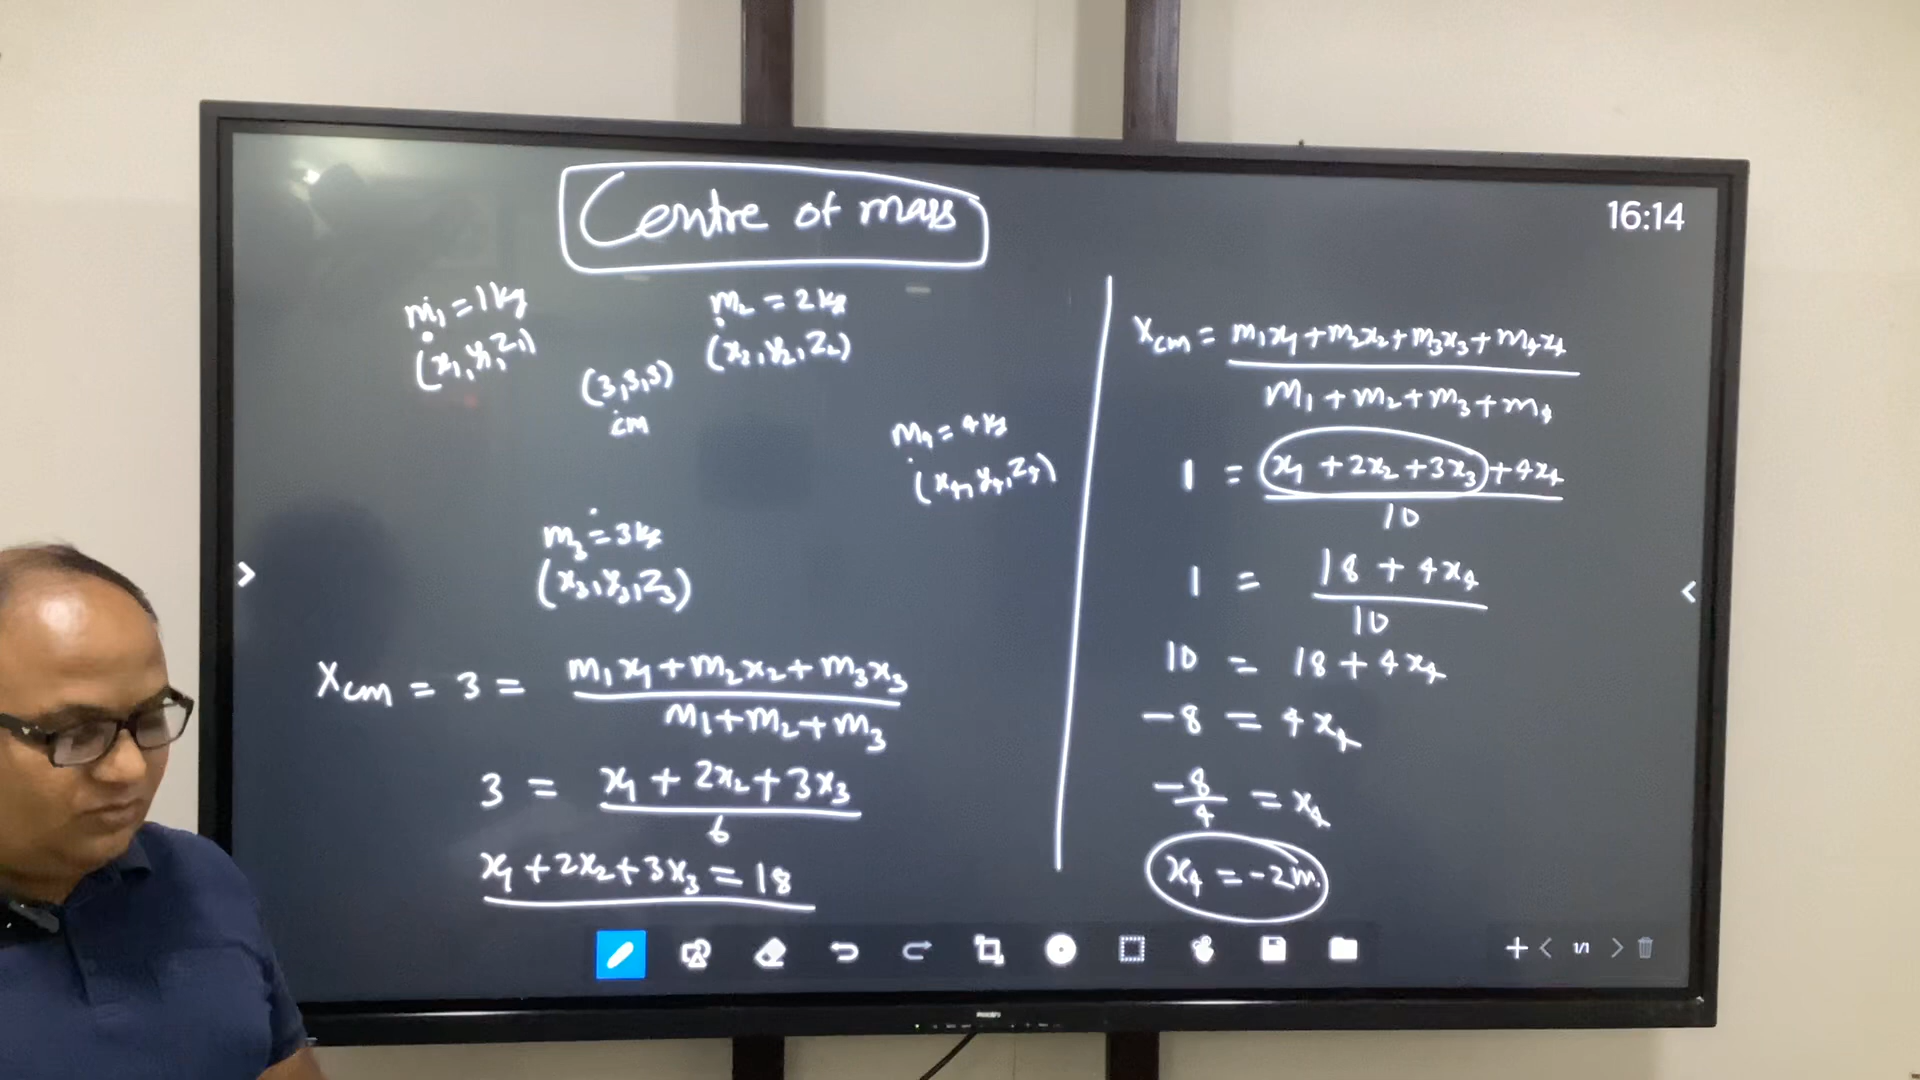 Centre of mass
16:14
m₁ = 1kg
(x₁, y₁, z₁)
m₂ = 2kg
(x₂, y₂, z₂)
(3,3,3)
cm
m₄ = 4kg
(x₄, y₄, z₄)
m₃ = 3kg
(x₃, y₃, z₃)
Xcm = 3 = m₁x₁ + m₂x₂ + m₃x₃
m₁ + m₂ + m₃
3 = x₁ + 2x₂ + 3x₃
6
x₁ + 2x₂ + 3x₃ = 18
Xcm = m₁x₁ + m₂x₂ + m₃x₃ + m₄x₄
m₁ + m₂ + m₃ + m₄
1 = x₁ + 2x₂ + 3x₃ + 4x₄
10
1 = 18 + 4x₄
10
10 = 18 + 4x₄
-8 = 4x₄
-8/4 = x₄
x₄ = -2m.
1/1
PHILIPS